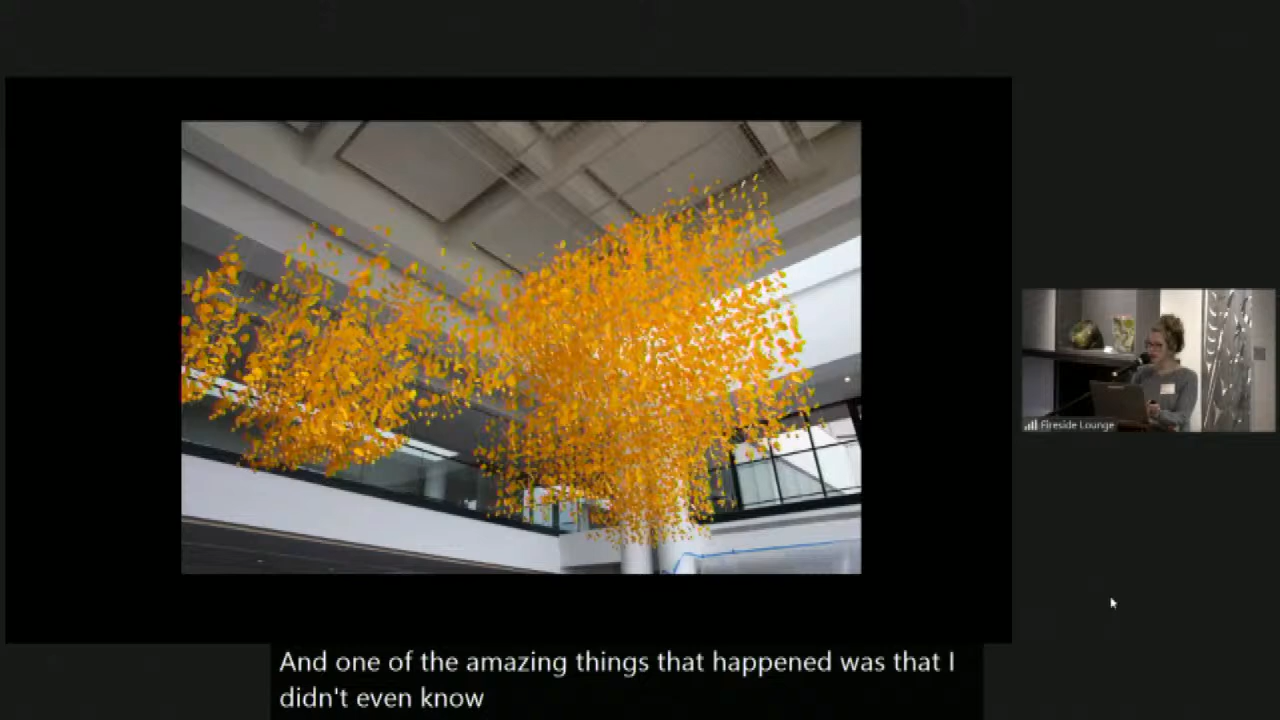 Fireside Lounge
And one of the amazing things that happened was that I
didn't even know